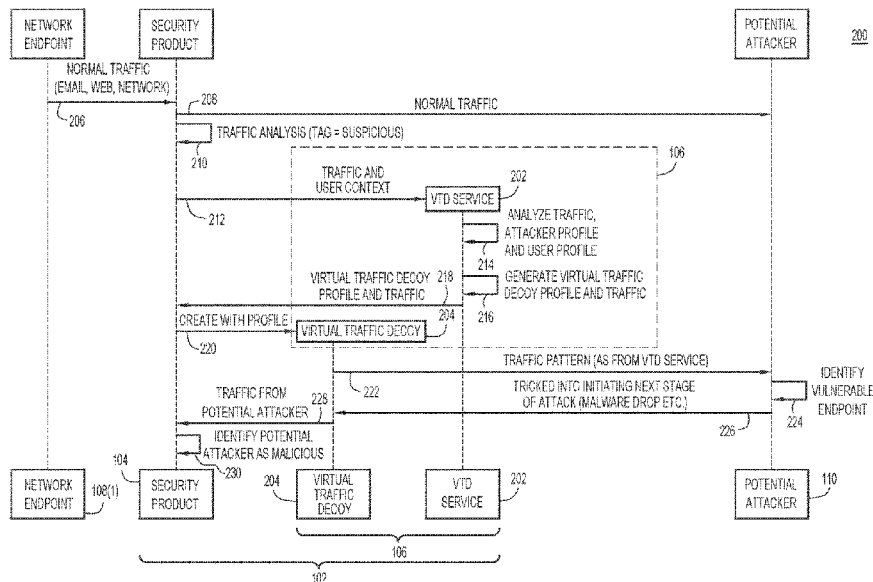 NETWORK
ENDPOINT
SECURITY
PRODUCT
POTENTIAL
ATTACKER
200
NORMAL TRAFFIC
(EMAIL, WEB, NETWORK)
206
208
NORMAL TRAFFIC
TRAFFIC ANALYSIS (TAG = SUSPICIOUS)
210
106
TRAFFIC AND
USER CONTEXT
212
202
VTD SERVICE
ANALYZE TRAFFIC,
ATTACKER PROFILE
AND USER PROFILE
214
VIRTUAL TRAFFIC DECOY
PROFILE AND TRAFFIC
218
GENERATE VIRTUAL TRAFFIC
DECOY PROFILE AND TRAFFIC
216
204
CREATE WITH PROFILE
220
VIRTUAL TRAFFIC DECOY
TRAFFIC PATTERN (AS FROM VTD SERVICE)
222
IDENTIFY
VULNERABLE
ENDPOINT
224
TRICKED INTO INITIATING NEXT STAGE
OF ATTACK (MALWARE DROP ETC.)
226
TRAFFIC FROM
POTENTIAL ATTACKER
228
IDENTIFY POTENTIAL
ATTACKER AS MALICIOUS
230
NETWORK
ENDPOINT
108(1)
104
SECURITY
PRODUCT
204
VIRTUAL
TRAFFIC
DECOY
VTD
SERVICE
202
POTENTIAL
ATTACKER
110
106
102